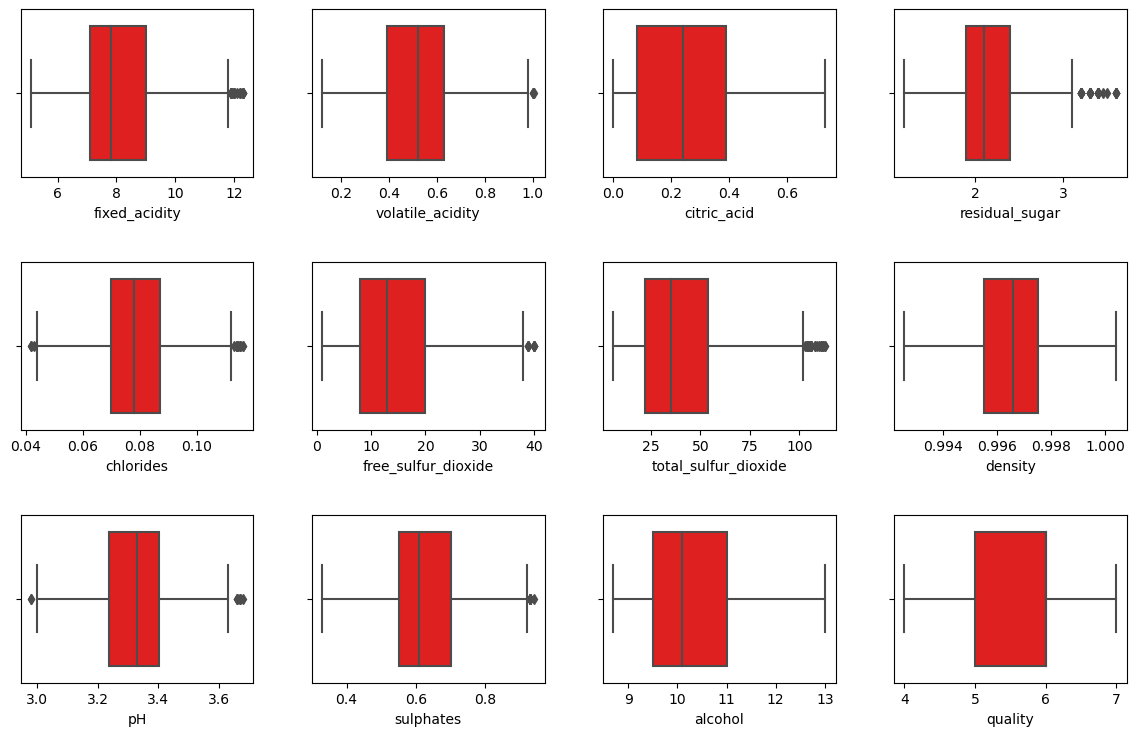 6 8 10 12
fixed_acidity
0.2 0.4 0.6 0.8 1.0
volatile_acidity
0.0 0.2 0.4 0.6
citric_acid
2 3
residual_sugar
0.04 0.06 0.08 0.10
chlorides
0 10 20 30 40
free_sulfur_dioxide
25 50 75 100
total_sulfur_dioxide
0.994 0.996 0.998 1.000
density
3.0 3.2 3.4 3.6
pH
0.4 0.6 0.8
sulphates
9 10 11 12 13
alcohol
4 5 6 7
quality